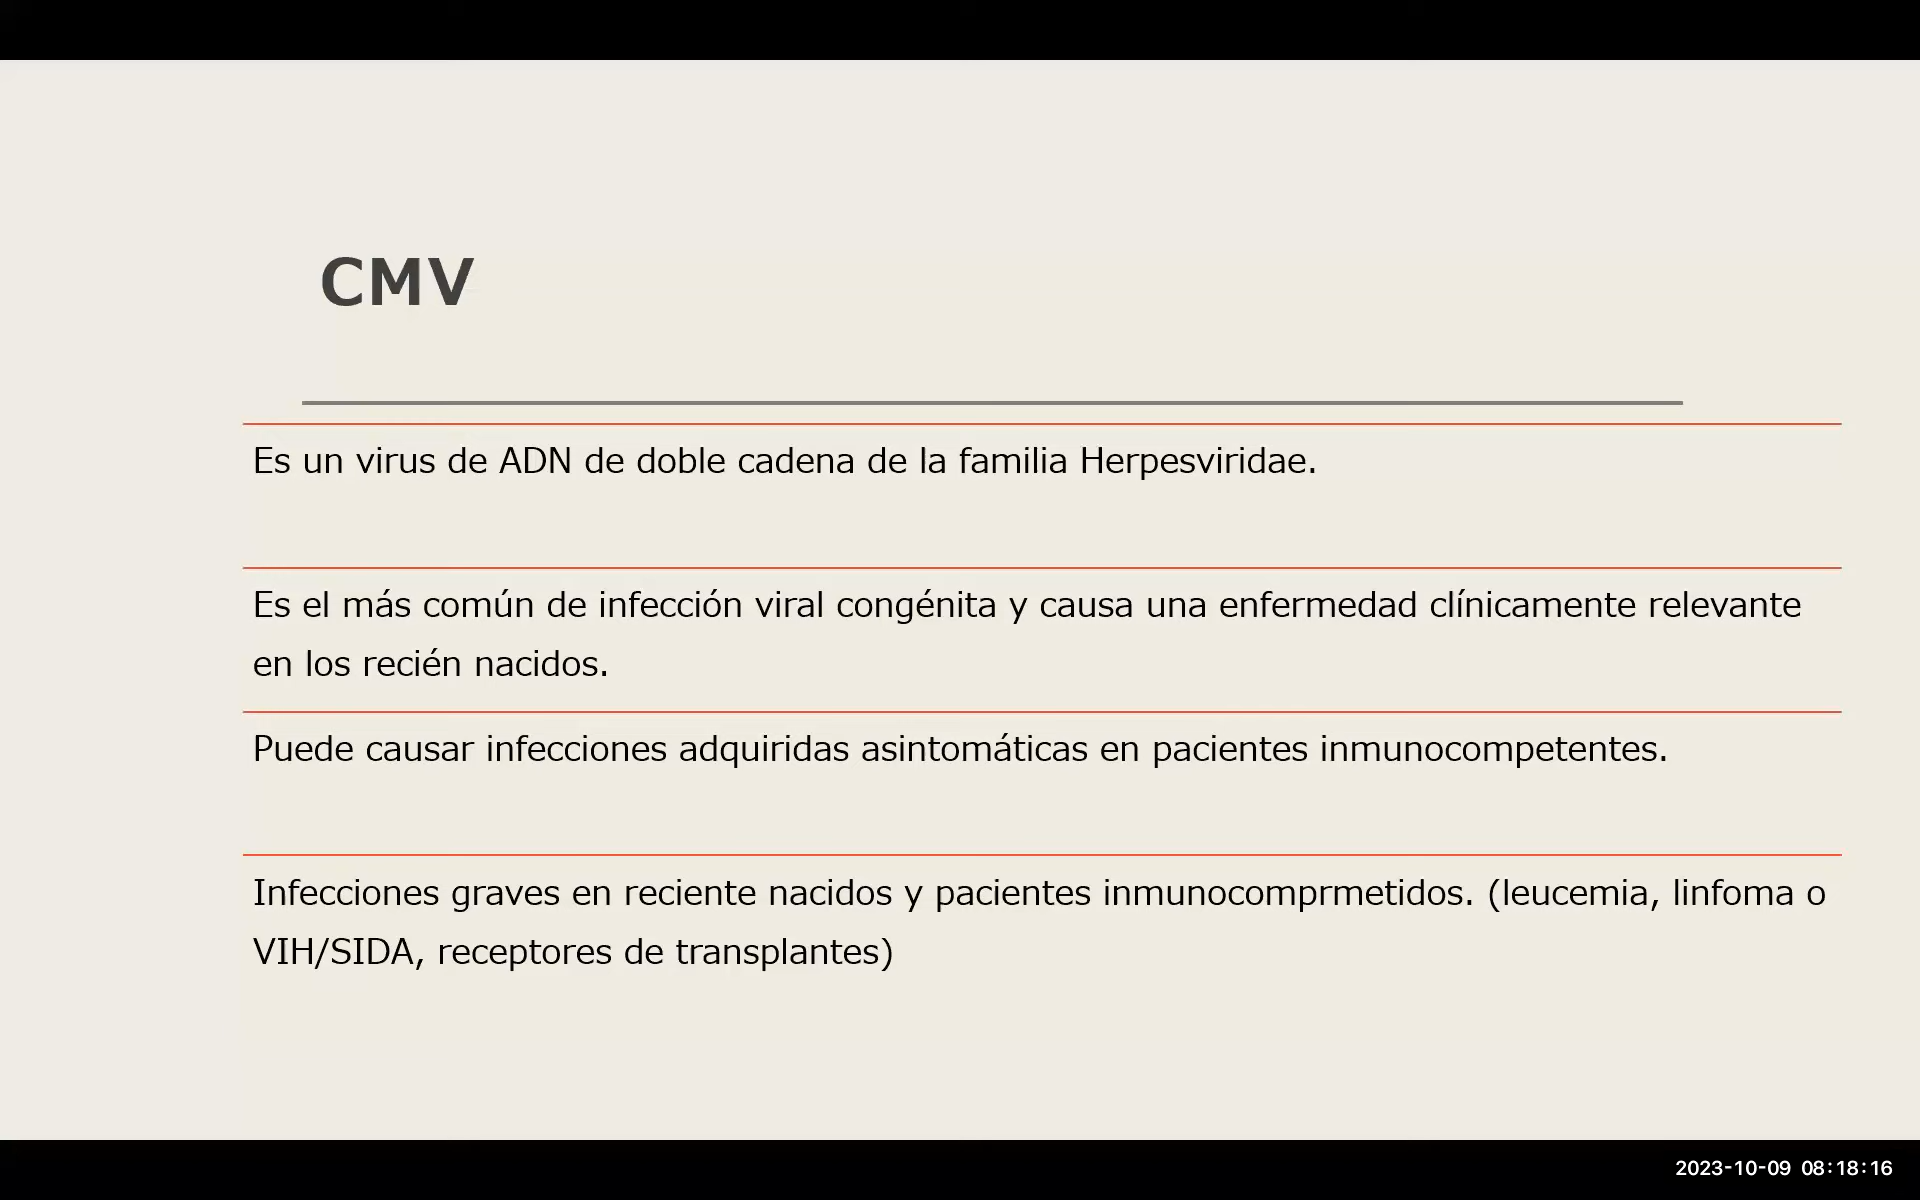 CMV
Es un virus de ADN de doble cadena de la familia Herpesviridae.
Es el más común de infección viral congénita y causa una enfermedad clínicamente relevante
en los recién nacidos.
Puede causar infecciones adquiridas asintomáticas en pacientes inmunocompetentes.
Infecciones graves en reciente nacidos y pacientes inmunocomprmetidos. (leucemia, linfoma o
VIH/SIDA, receptores de transplantes)
2023-10-09 08:18:16